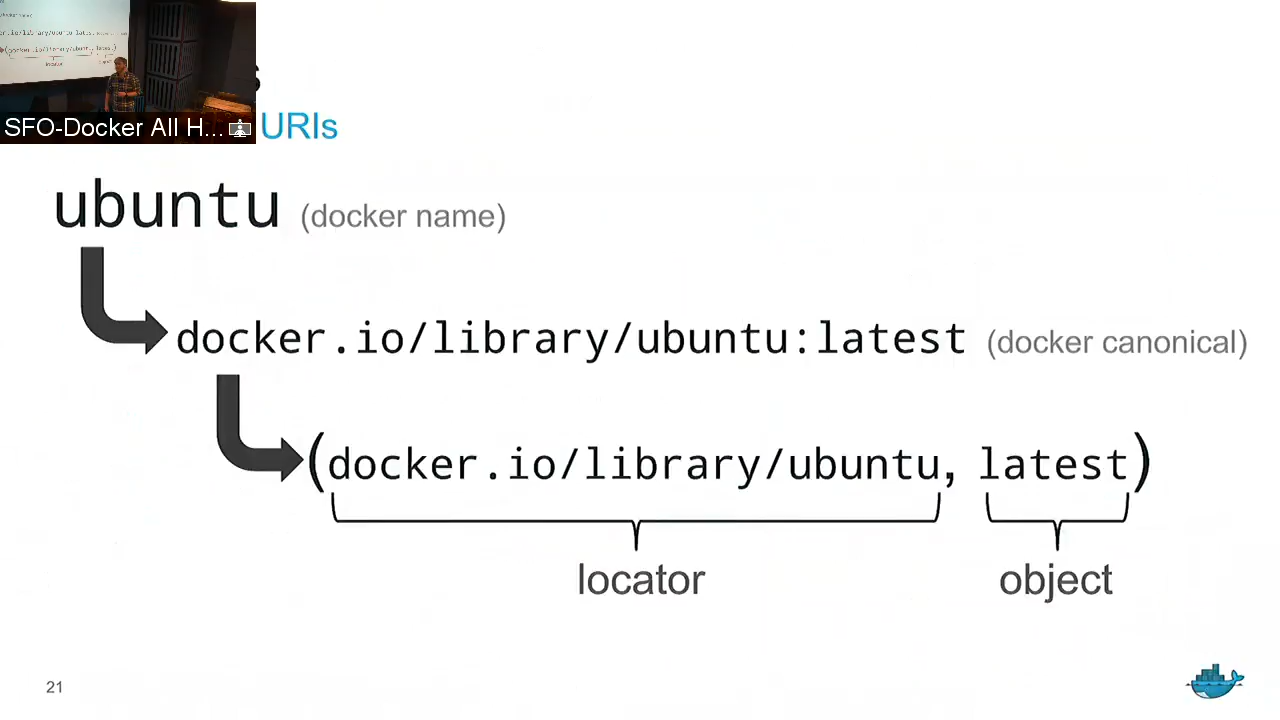 SFO-Docker All H...
URIs
ubuntu (docker name)
docker.io/library/ubuntu:latest (docker canonical)
(docker.io/library/ubuntu, latest)
locator object
21